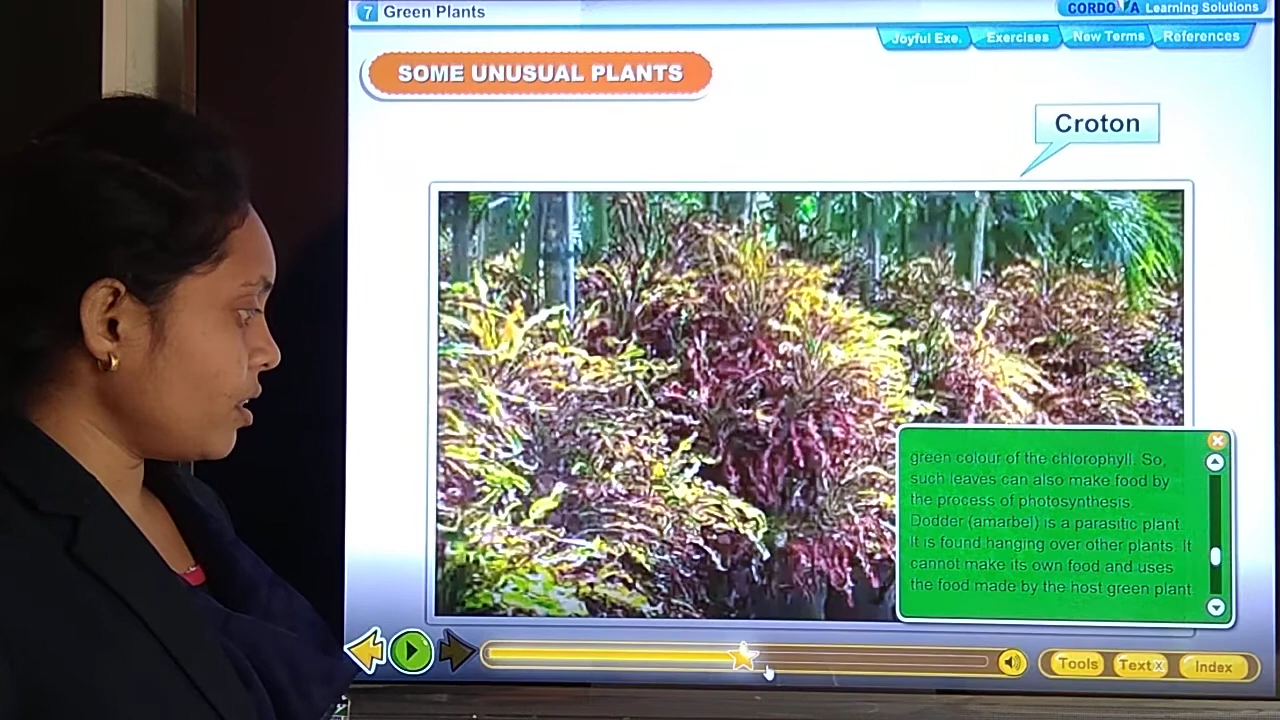 7 Green Plants
CORDOVA Learning Solutions
Joyful Exe. Exercises New Terms References
SOME UNUSUAL PLANTS
Croton
green colour of the chlorophyll. So,
such leaves can also make food by
the process of photosynthesis.
Dodder (amarbel) is a parasitic plant.
It is found hanging over other plants. It
cannot make its own food and uses
the food made by the host green plant
Tools Text x Index